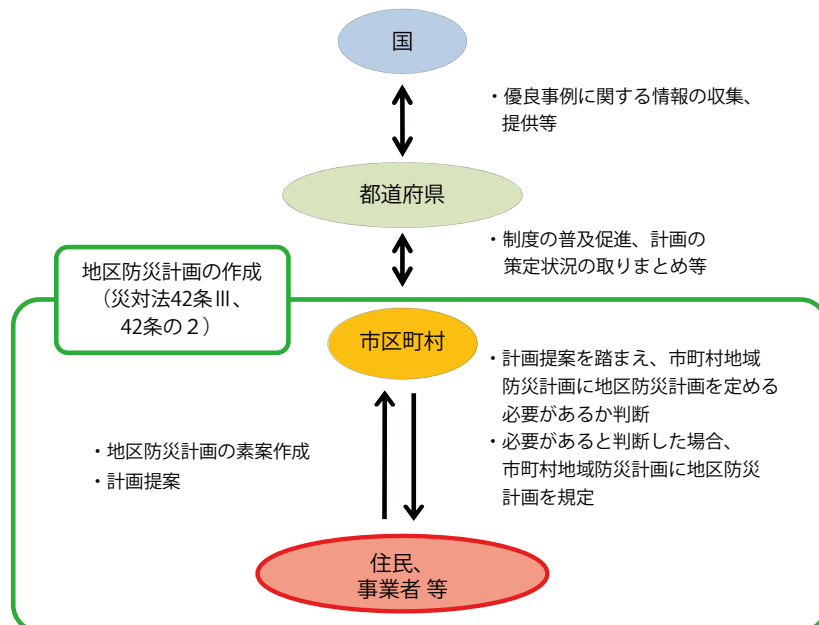 国
・優良事例に関する情報の収集、
提供等
都道府県
・制度の普及促進、計画の
策定状況の取りまとめ等
地区防災計画の作成
（災対法42条Ⅲ、
42条の２）
市区町村
・計画提案を踏まえ、市町村地域
防災計画に地区防災計画を定める
必要があるか判断
・必要があると判断した場合、
市町村地域防災計画に地区防災
計画を規定
・地区防災計画の素案作成
・計画提案
住民、
事業者 等